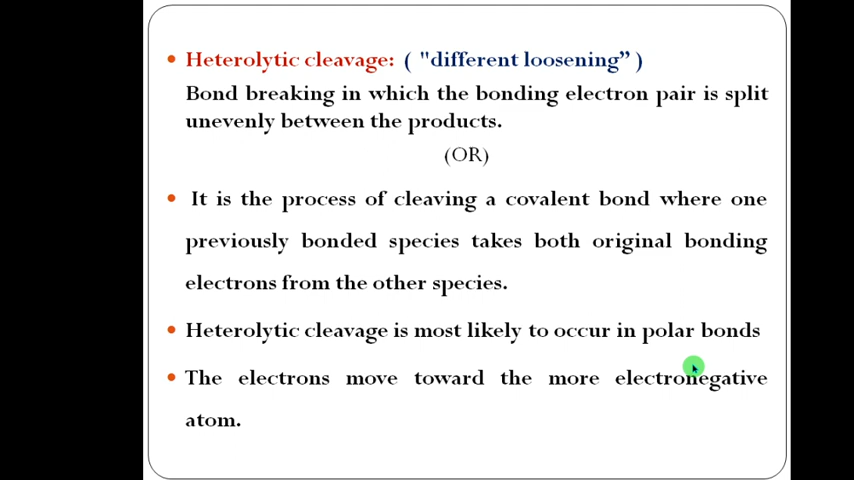 • Heterolytic cleavage: ( "different loosening” )
Bond breaking in which the bonding electron pair is split
unevenly between the products.
(OR)
• It is the process of cleaving a covalent bond where one
previously bonded species takes both original bonding
electrons from the other species.
• Heterolytic cleavage is most likely to occur in polar bonds
• The electrons move toward the more electronegative
atom.